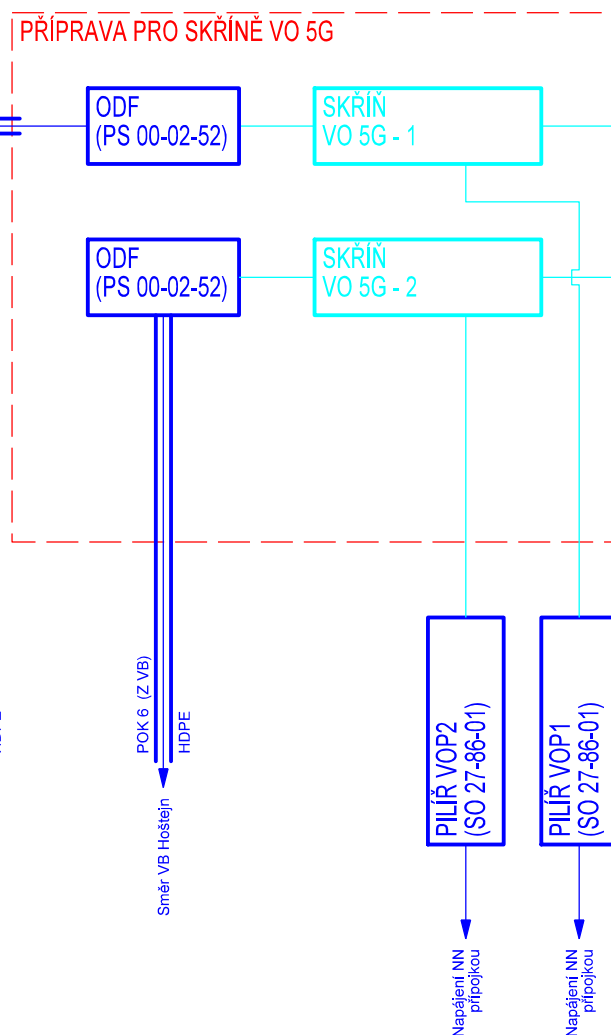 PŘÍPRAVA PRO SKŘÍNĚ VO 5G
ODF
(PS 00-02-52)
SKŘÍŇ
VO 5G - 1
ODF
(PS 00-02-52)
SKŘÍŇ
VO 5G - 2
POK 6 (Z VB)
HDPE
Směr VB Hoštejn
PILÍŘ VOP2
(SO 27-86-01)
PILÍŘ VOP1
(SO 27-86-01)
Napájení NN
přípojkou
Napájení NN
přípojkou